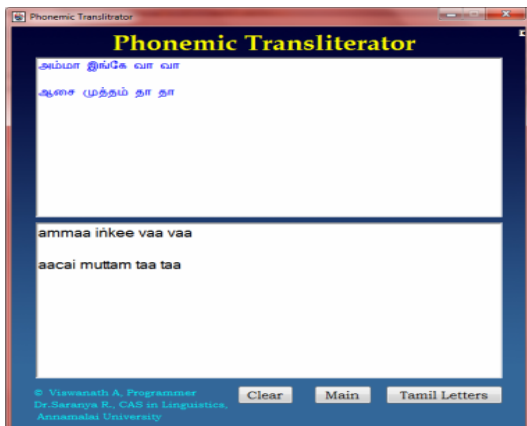 Phonemic Translitrator
Phonemic Transliterator
அம்மா இங்கே வா வா
ஆசை முத்தம் தா தா
ammaa iṅkee vaa vaa
aacai muttam taa taa
© Viswanath A, Programmer
Dr.Saranya R., CAS in Linguistics,
Annamalai University
Clear
Main
Tamil Letters